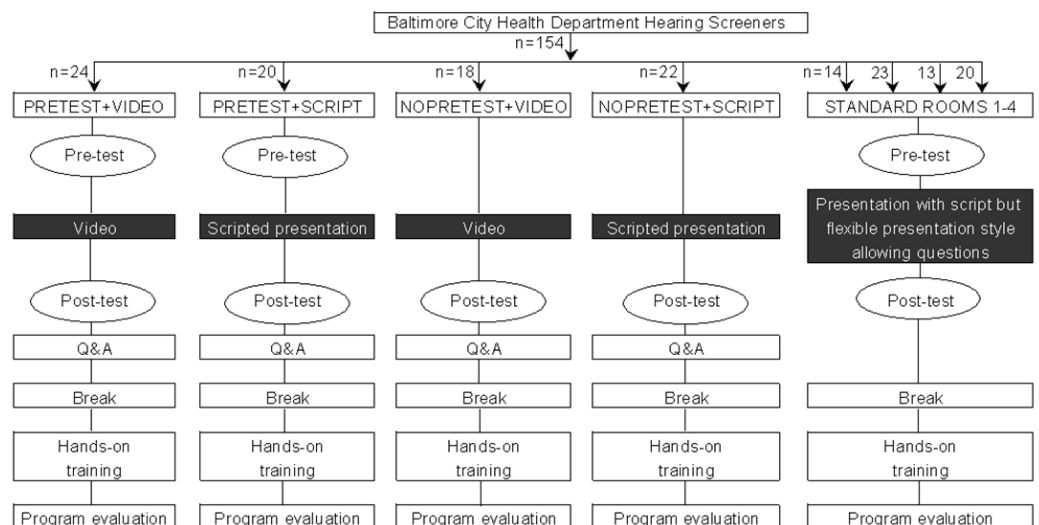 Baltimore City Health Department Hearing Screeners
n=154
n=24
n=20
n=18
n=22
n=14
23
13
20
PRETEST+VIDEO
PRETEST+SCRIPT
NOPRETEST+VIDEO
NOPRETEST+SCRIPT
STANDARD ROOMS 1-4
Pre-test
Pre-test
Pre-test
Video
Scripted presentation
Video
Scripted presentation
Presentation with script but
flexible presentation style
allowing questions
Post-test
Post-test
Post-test
Post-test
Post-test
Q&A
Q&A
Q&A
Q&A
Break
Break
Break
Break
Break
Hands-on
training
Hands-on
training
Hands-on
training
Hands-on
training
Hands-on
training
Program evaluation
Program evaluation
Program evaluation
Program evaluation
Program evaluation